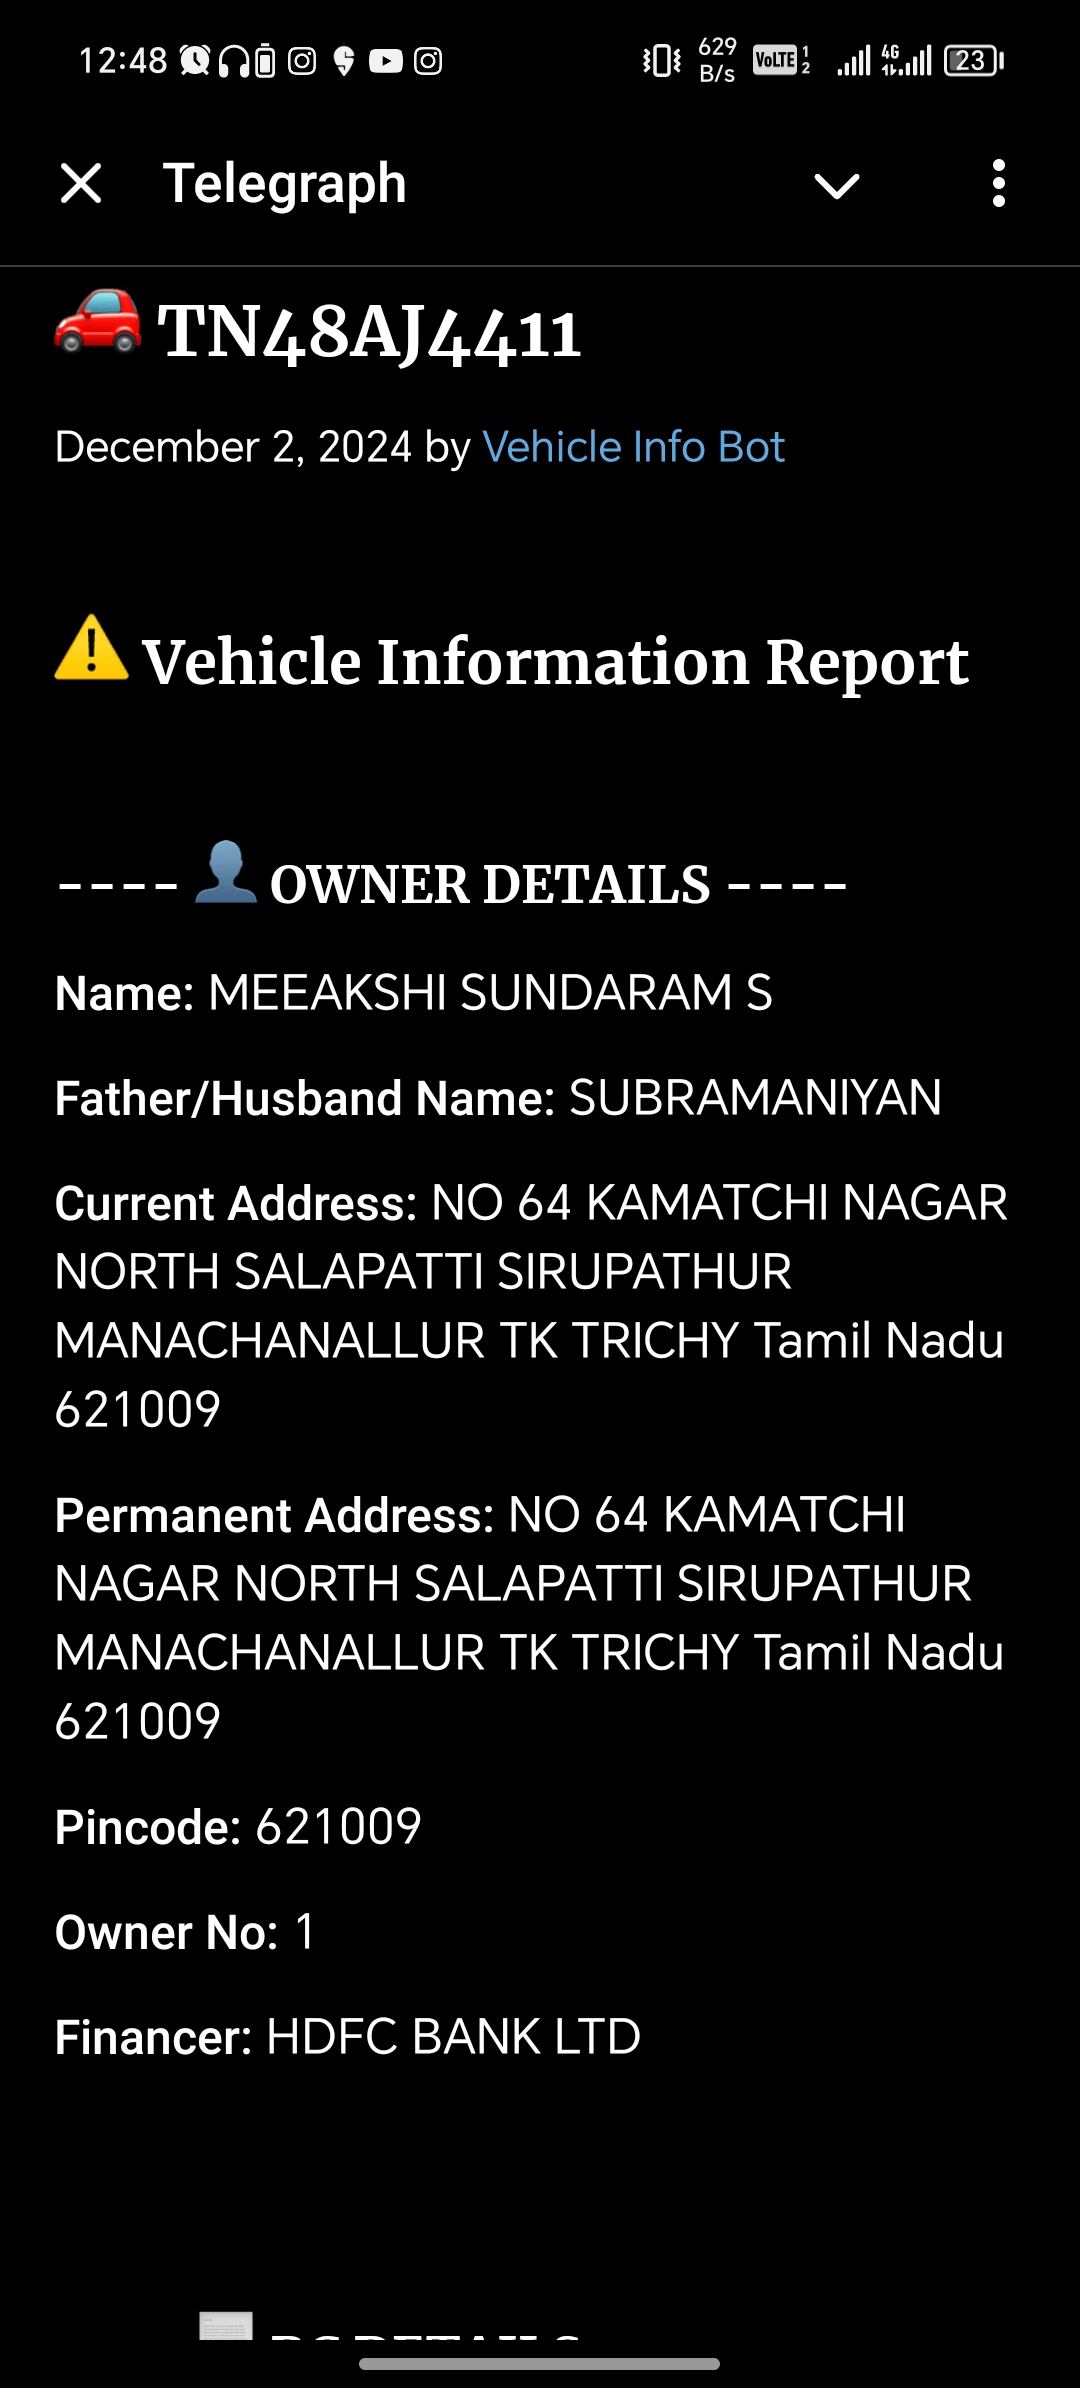 12:48 629 B/s VoLTE 1 2 4G 23
Telegraph
TN48AJ4411
December 2, 2024 by Vehicle Info Bot
Vehicle Information Report
---- OWNER DETAILS ----
Name: MEEAKSHI SUNDARAM S
Father/Husband Name: SUBRAMANIYAN
Current Address: NO 64 KAMATCHI NAGAR
NORTH SALAPATTI SIRUPATHUR
MANACHANALLUR TK TRICHY Tamil Nadu
621009
Permanent Address: NO 64 KAMATCHI
NAGAR NORTH SALAPATTI SIRUPATHUR
MANACHANALLUR TK TRICHY Tamil Nadu
621009
Pincode: 621009
Owner No: 1
Financer: HDFC BANK LTD